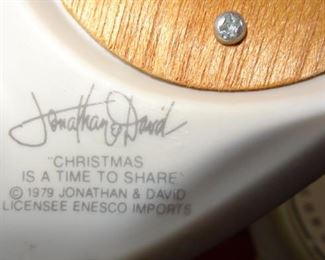 Jonathan & David
"CHRISTMAS
IS A TIME TO SHARE"
© 1979 JONATHAN & DAVID
LICENSEE ENESCO IMPORTS